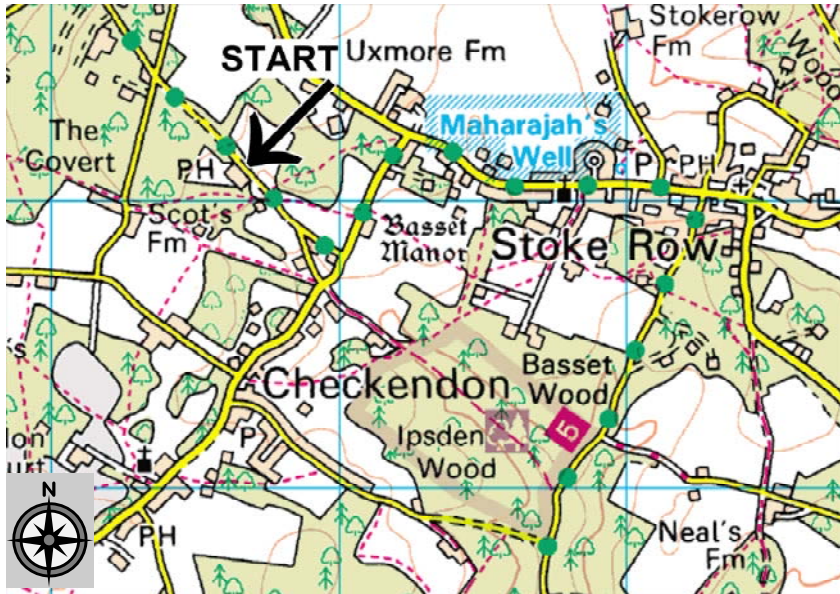 START
Uxmore Fm
Stokerow
Fm
Wood
The
Covert
PH
Maharajah's
Well
P
PH
Scot's
Fm
Basset
Manor
Stoke Row
Checkendon
Basset
Wood
5
Ipsden
Wood
P
N
PH
Neal's
Fm